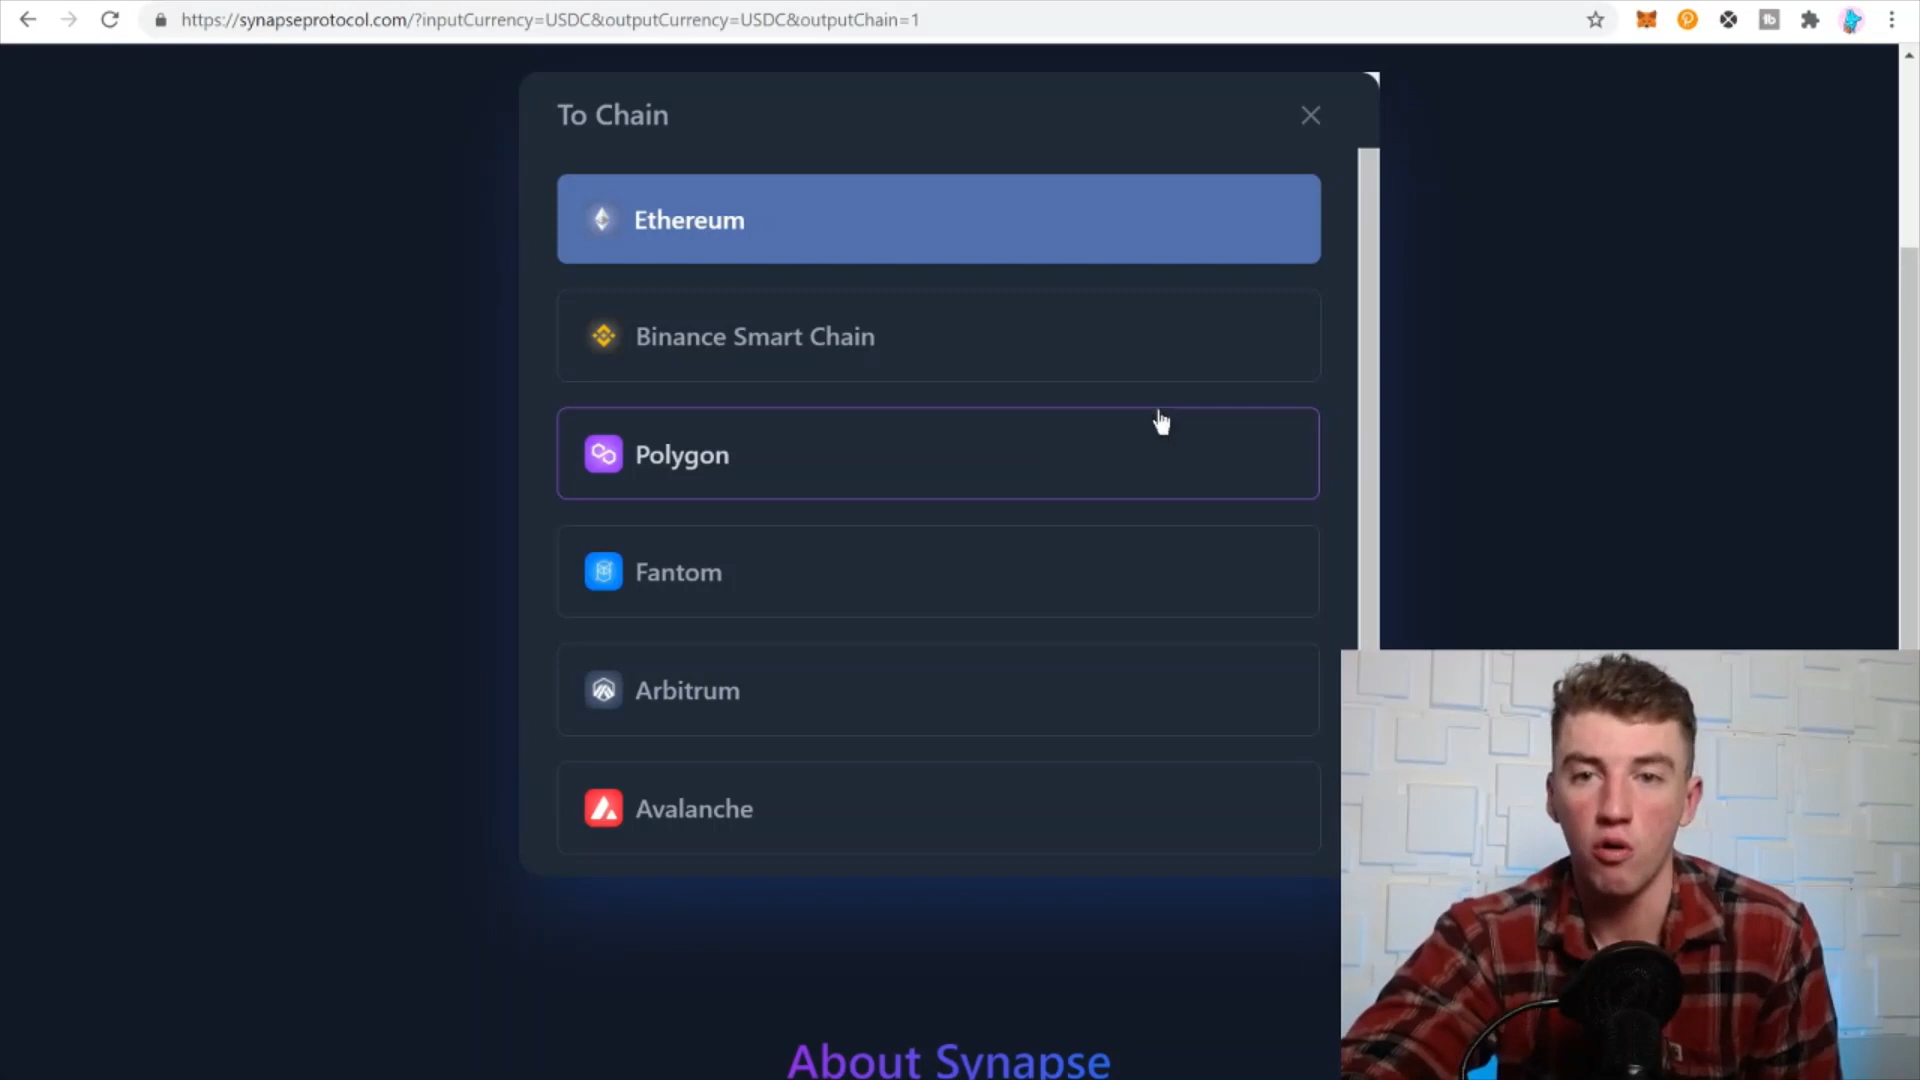 https://synapseprotocol.com/?inputCurrency=USDC&outputCurrency=USDC&outputChain=1
To Chain
Ethereum
Binance Smart Chain
Polygon
Fantom
Arbitrum
Avalanche
About Synapse